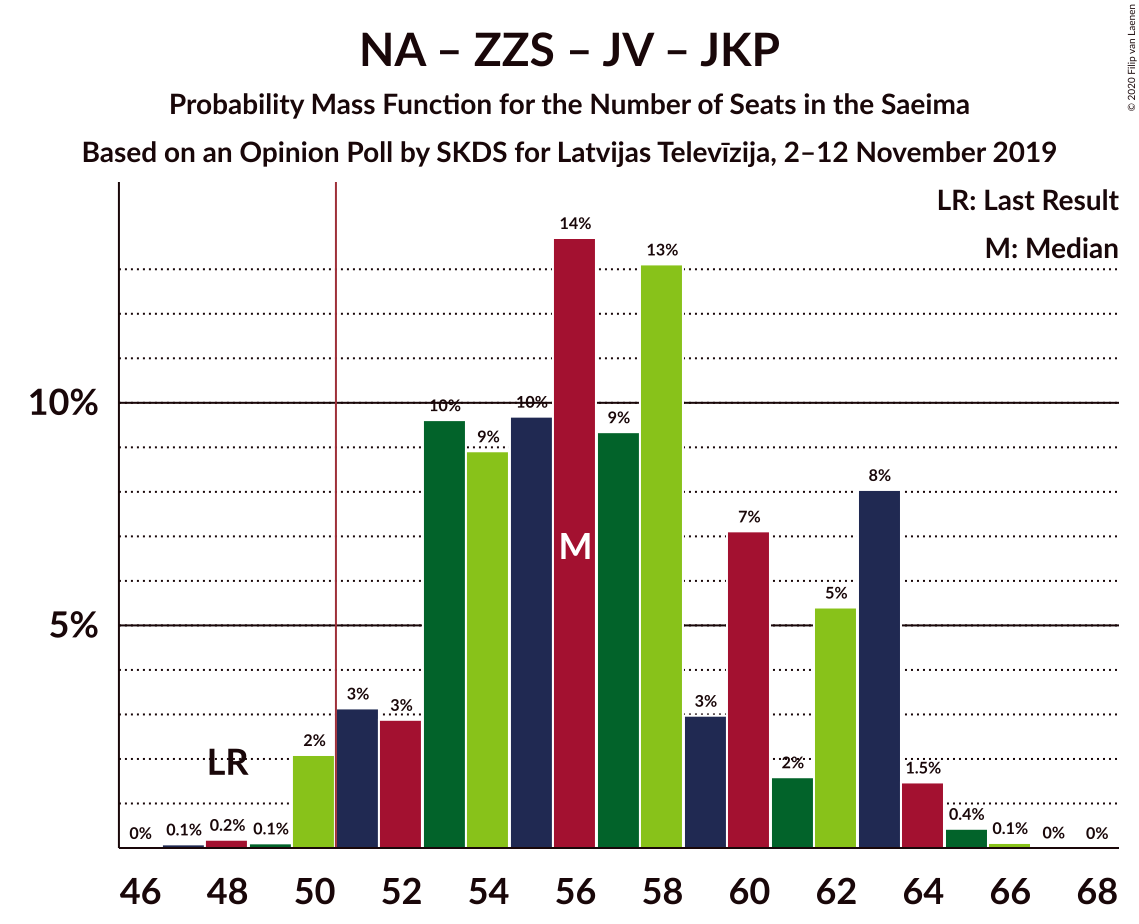 NA – ZZS – JV – JKP
Probability Mass Function for the Number of Seats in the Saeima
Based on an Opinion Poll by SKDS for Latvijas Televīzija, 2–12 November 2019
© 2020 Filip van Laenen
LR: Last Result
M: Median
10%
5%
0% 0.1% 0.2% 0.1% 2% 3% 3% 10% 9% 10% 14% 9% 13% 3% 7% 2% 5% 8% 1.5% 0.4% 0.1% 0% 0%
LR
M
46 48 50 52 54 56 58 60 62 64 66 68